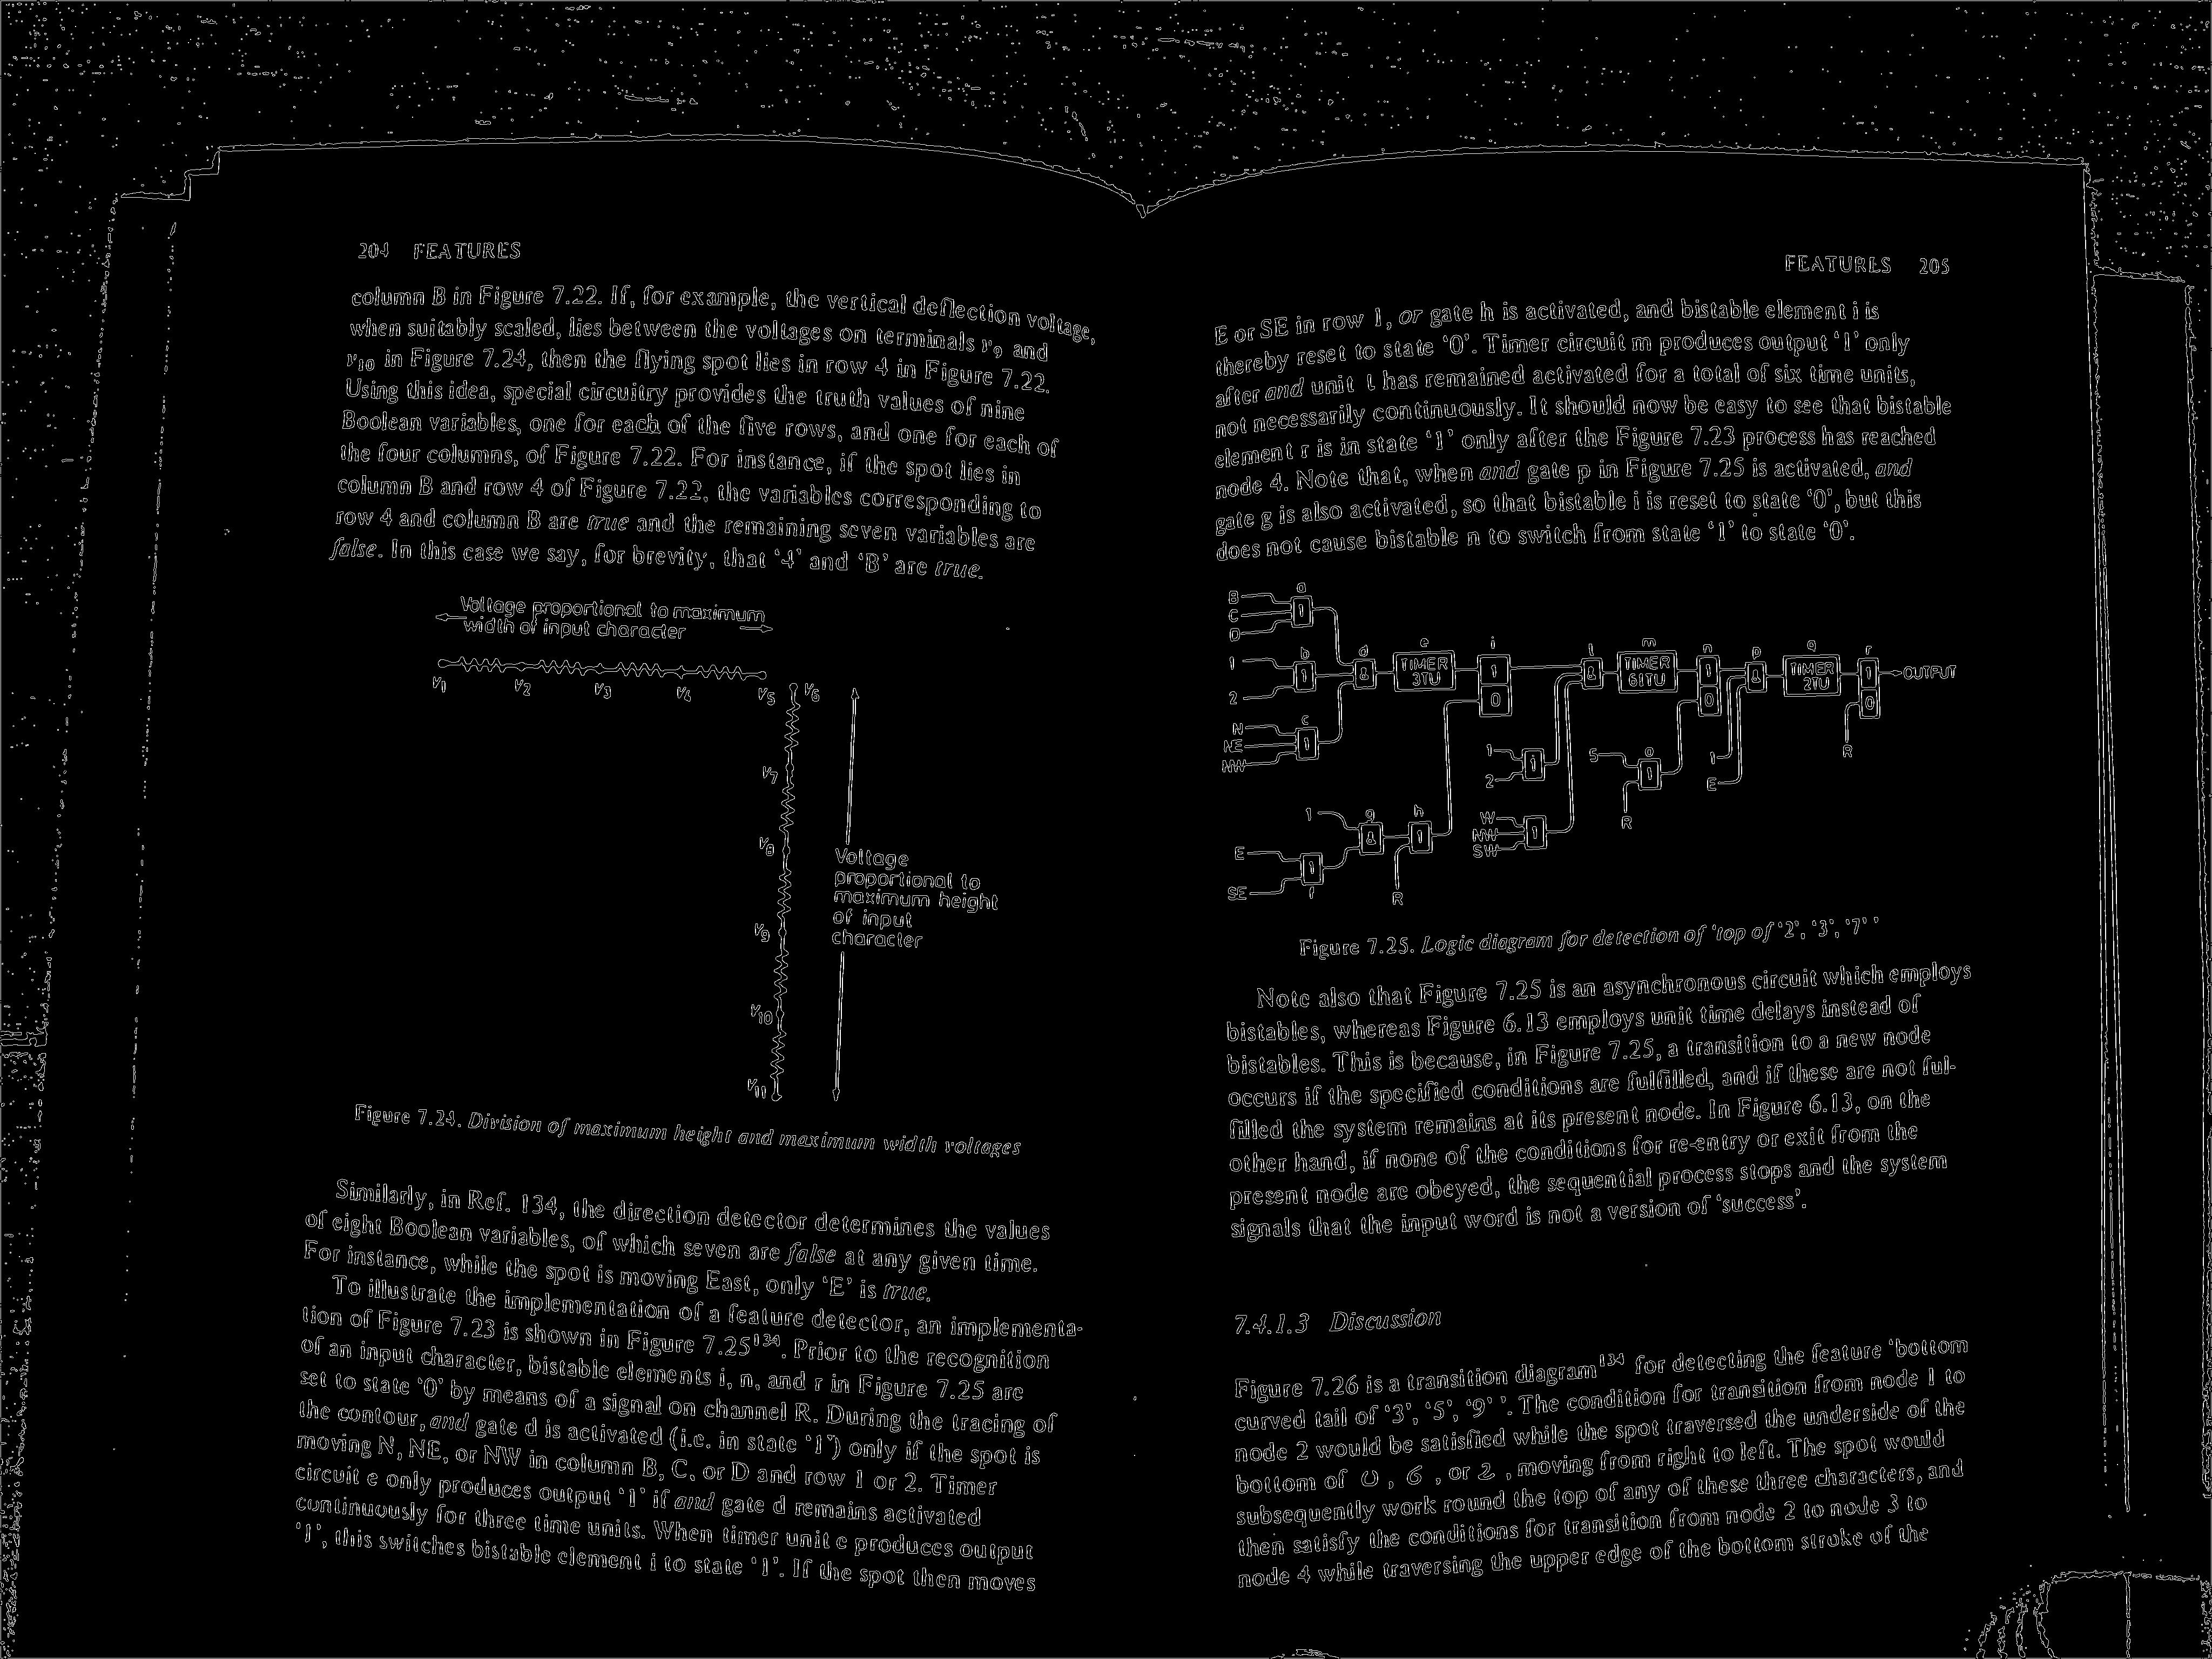 204 FEATURES
column B in Figure 7.22. If, for example, the vertical deflection voltage,
when suitably scaled, lies between the voltages on terminals v9 and
v10 in Figure 7.24, then the flying spot lies in row 4 in Figure 7.22.
Using this idea, special circuitry provides the truth values of nine
Boolean variables, one for each of the five rows, and one for each of
the four columns, of Figure 7.22. For instance, if the spot lies in
column B and row 4 of Figure 7.22, the variables corresponding to
row 4 and column B are true and the remaining seven variables are
false. In this case we say, for brevity, that ‘4’ and ‘B’ are true.
Voltage proportional to maximum
width of input character
V1 V2 V3 V4 V5 V6
V7
V8
Voltage
proportional to
maximum height
of input
character
V9
V10
V11
Figure 7.24. Division of maximum height and maximum width voltages
Similarly, in Ref. 134, the direction detector determines the values
of eight Boolean variables, of which seven are false at any given time.
For instance, while the spot is moving East, only ‘E’ is true.
To illustrate the implementation of a feature detector, an implementa-
tion of Figure 7.23 is shown in Figure 7.25134. Prior to the recognition
of an input character, bistable elements i, n, and r in Figure 7.25 are
set to state ‘0’ by means of a signal on channel R. During the tracing of
the contour, and gate d is activated (i.e. in state ‘1’) only if the spot is
moving N, NE, or NW in column B, C, or D and row 1 or 2. Timer
circuit e only produces output ‘1’ if and gate d remains activated
continuously for three time units. When timer unit e produces output
‘1’, this switches bistable element i to state ‘1’. If the spot then moves
FEATURES 205
E or SE in row 1, or gate h is activated, and bistable element i is
thereby reset to state ‘0’. Timer circuit m produces output ‘1’ only
after and unit l has remained activated for a total of six time units,
not necessarily continuously. It should now be easy to see that bistable
element r is in state ‘1’ only after the Figure 7.23 process has reached
node 4. Note that, when and gate p in Figure 7.25 is activated, and
gate g is also activated, so that bistable i is reset to state ‘0’, but this
does not cause bistable n to switch from state ‘1’ to state ‘0’.
B C D a 1
1 2 b 1
N NE NW c 1
d &
e TIMER 3TU
i 1 0
l &
m TIMER 61TU
n 1 0
p &
q TIMER 2TU
r 1 0
OUTPUT
R
1 2 1
W NW SW 1
S o 1 R
1 E
1 g & h 1 R
E SE 1 f
Figure 7.25. Logic diagram for detection of ‘top of ‘2’, ‘3’, ‘7’ ’
Note also that Figure 7.25 is an asynchronous circuit which employs
bistables, whereas Figure 6.13 employs unit time delays instead of
bistables. This is because, in Figure 7.25, a transition to a new node
occurs if the specified conditions are fulfilled, and if these are not ful-
filled the system remains at its present node. In Figure 6.13, on the
other hand, if none of the conditions for re-entry or exit from the
present node are obeyed, the sequential process stops and the system
signals that the input word is not a version of ‘success’.
7.4.1.3 Discussion
Figure 7.26 is a transition diagram134 for detecting the feature ‘bottom
curved tail of ‘3’, ‘5’, ‘9’ ’. The condition for transition from node 1 to
node 2 would be satisfied while the spot traversed the underside of the
bottom of 0, 6, or 2, moving from right to left. The spot would
subsequently work round the top of any of these three characters, and
then satisfy the conditions for transition from node 2 to node 3 to
node 4 while traversing the upper edge of the bottom stroke of the